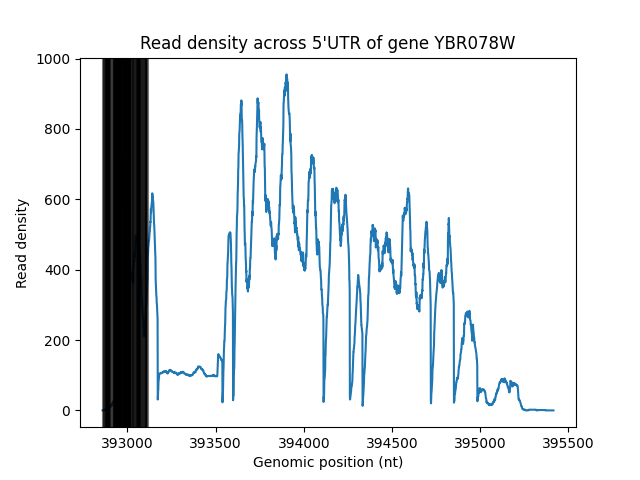 Read density across 5'UTR of gene YBR078W
1000
800
600
400
200
0
Read density
393000 393500 394000 394500 395000 395500
Genomic position (nt)